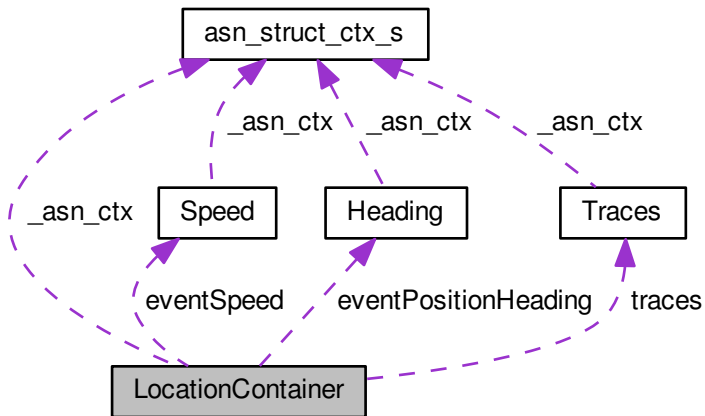 asn_struct_ctx_s
_asn_ctx
_asn_ctx
_asn_ctx
Speed
Heading
Traces
_asn_ctx
eventSpeed
eventPositionHeading
traces
LocationContainer